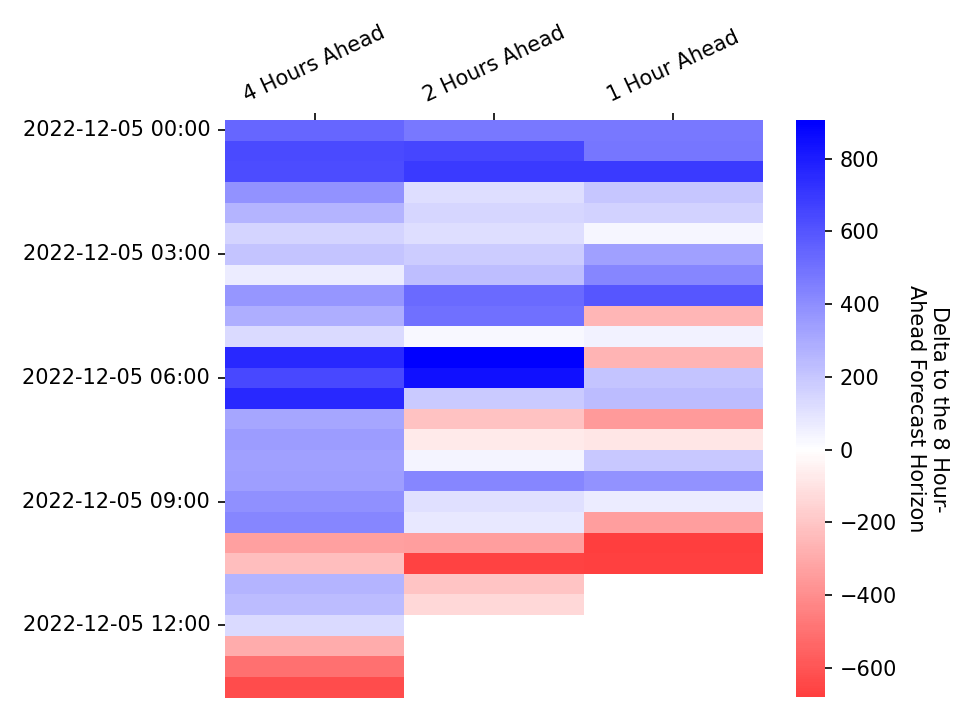 4 Hours Ahead
2 Hours Ahead
1 Hour Ahead
2022-12-05 00:00
2022-12-05 03:00
2022-12-05 06:00
2022-12-05 09:00
2022-12-05 12:00
800
600
400
200
0
−200
−400
−600
Delta to the 8 Hour-
Ahead Forecast Horizon